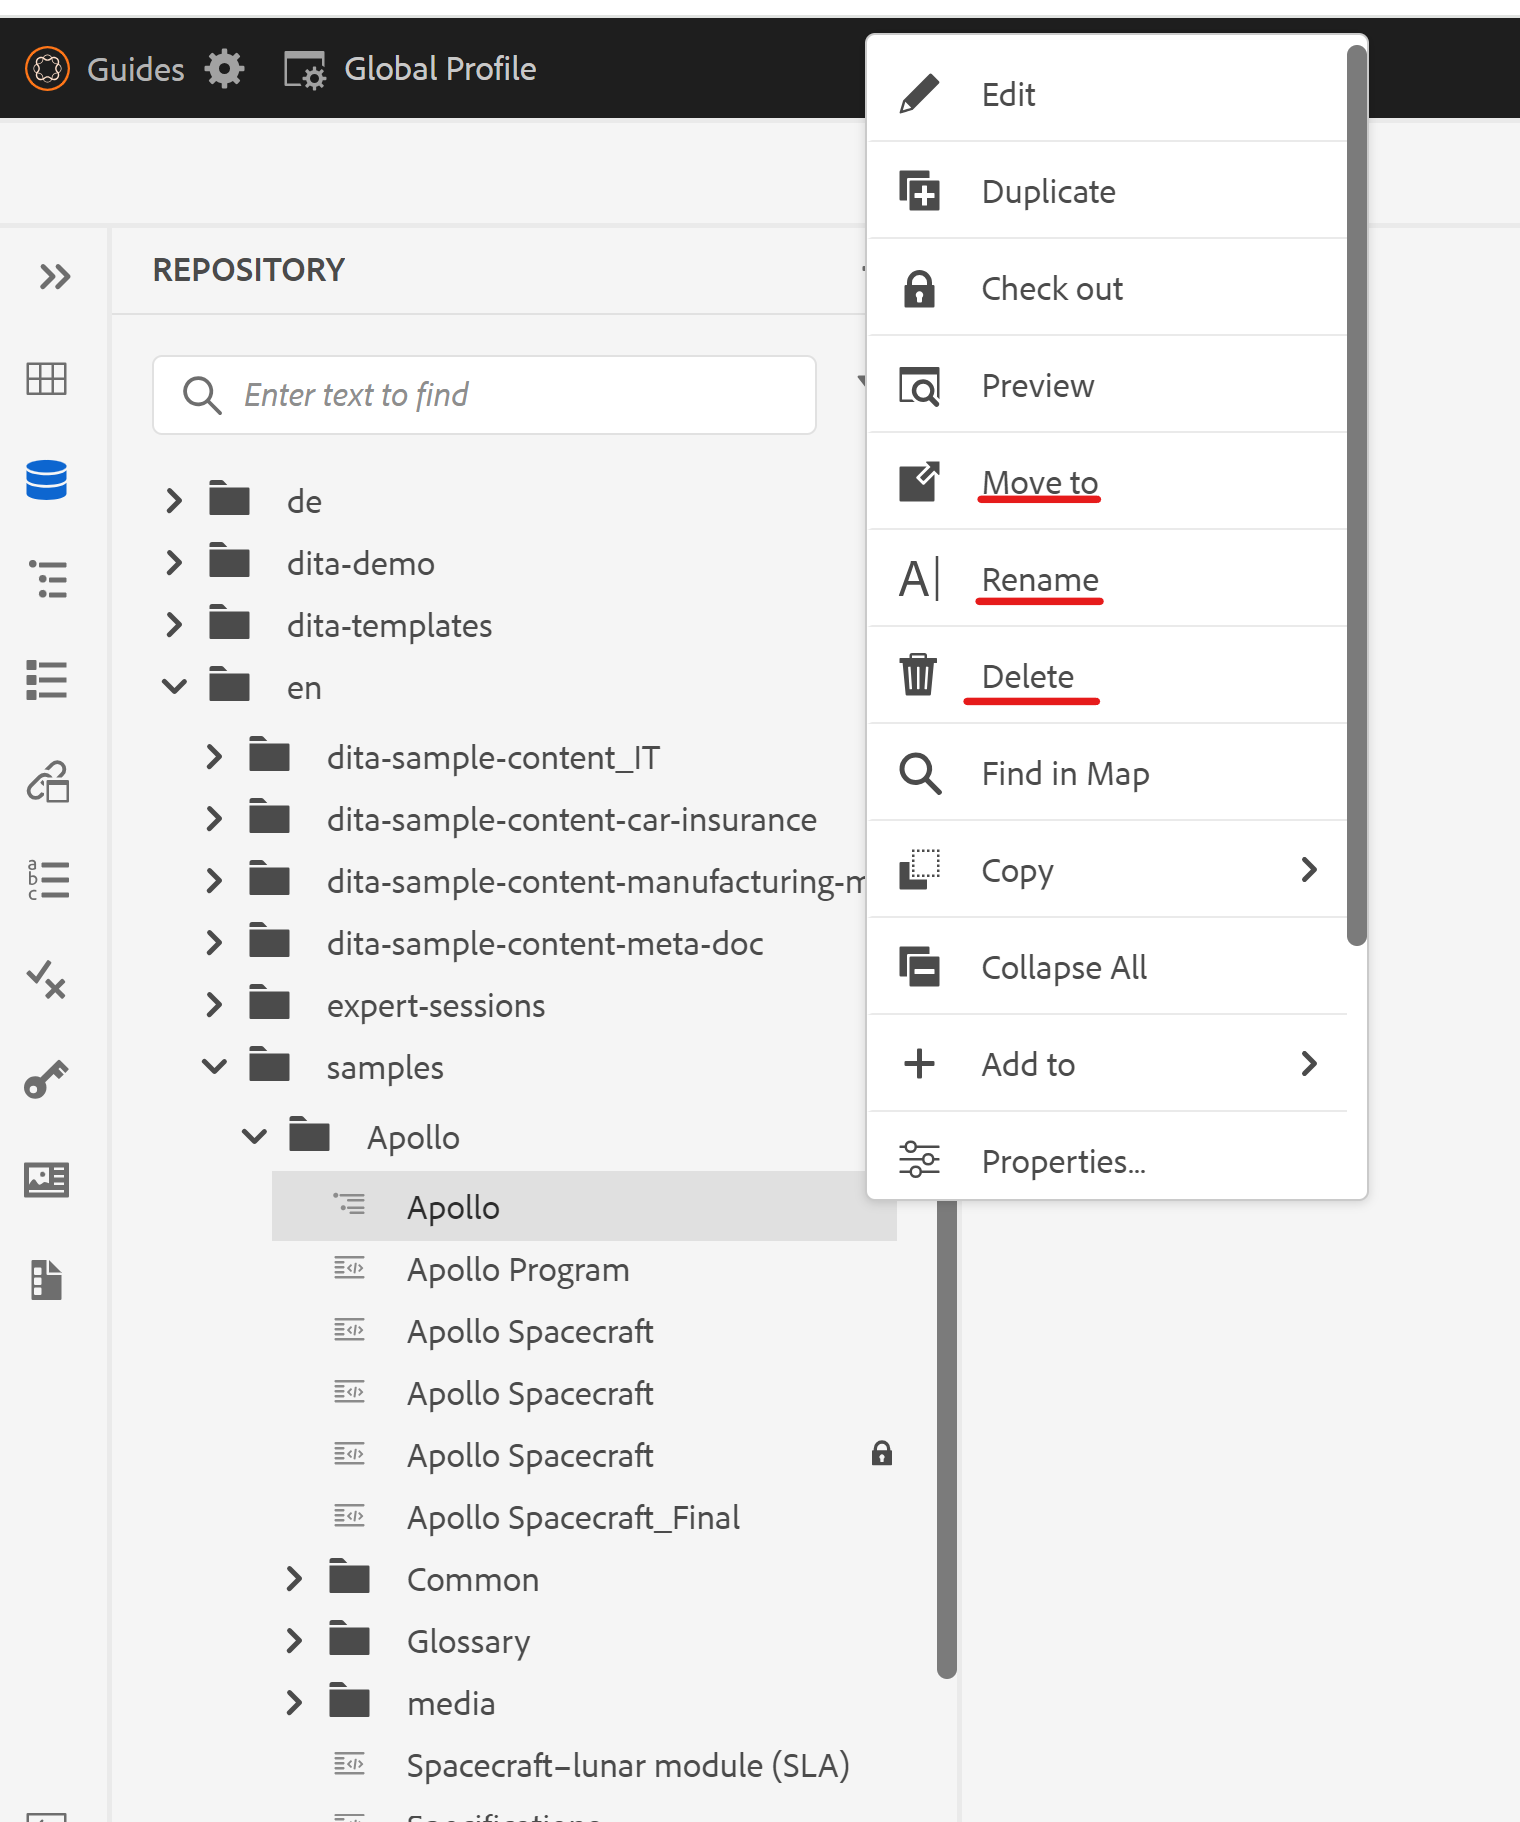 Guides
Global Profile
REPOSITORY
Enter text to find
de
dita-demo
dita-templates
en
dita-sample-content_IT
dita-sample-content-car-insurance
dita-sample-content-manufacturing-m
dita-sample-content-meta-doc
expert-sessions
samples
Apollo
Apollo
Apollo Program
Apollo Spacecraft
Apollo Spacecraft
Apollo Spacecraft
Apollo Spacecraft_Final
Common
Glossary
media
Spacecraft–lunar module (SLA)
Edit
Duplicate
Check out
Preview
Move to
Rename
Delete
Find in Map
Copy
Collapse All
Add to
Properties...